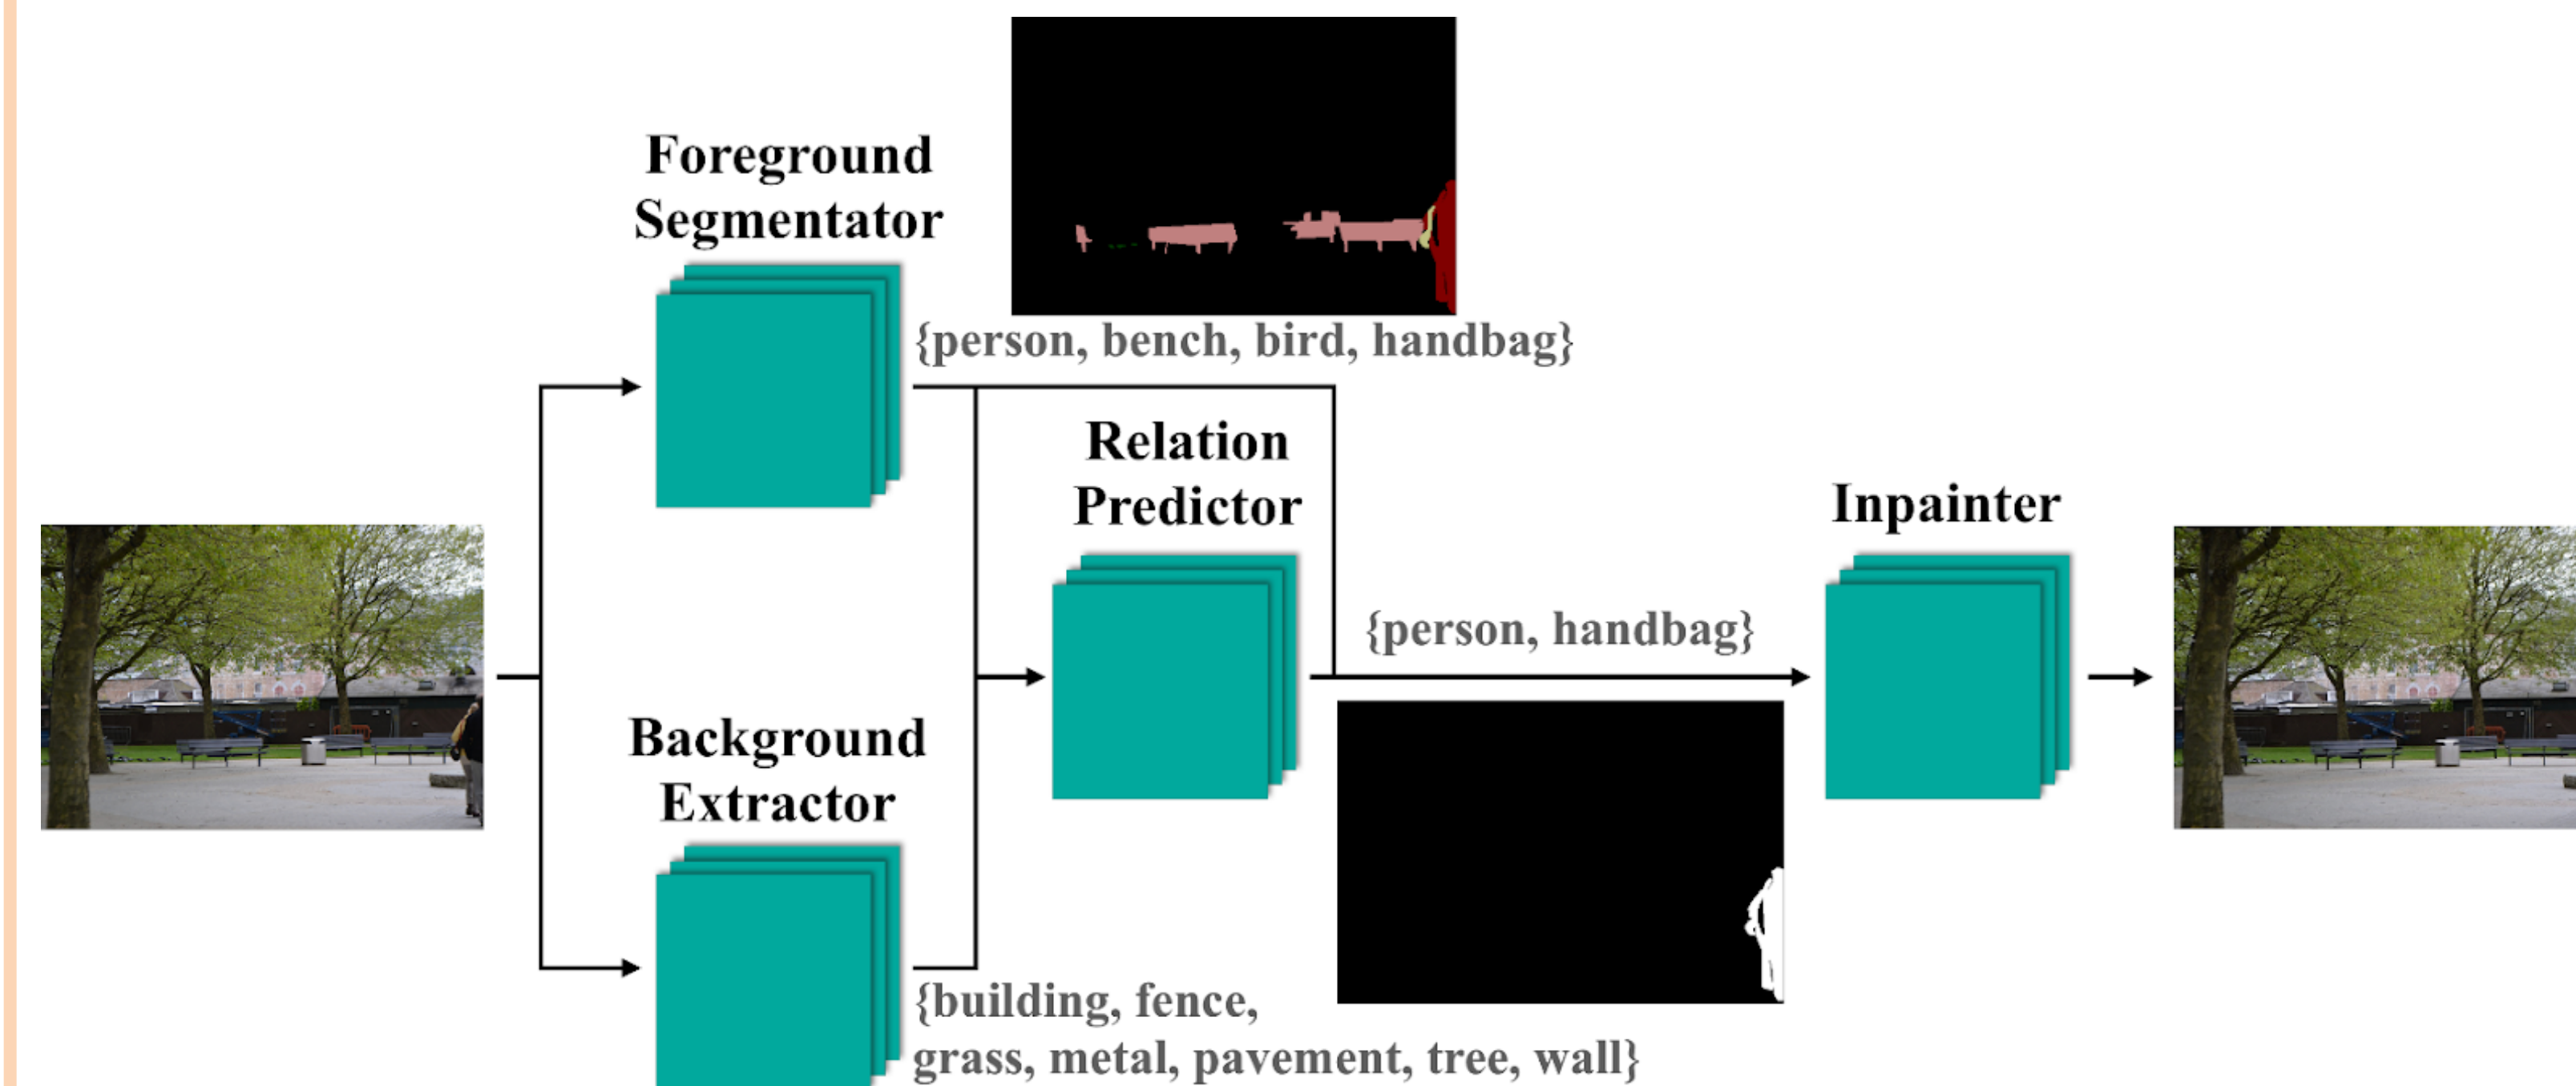 Foreground
Segmentator
{person, bench, bird, handbag}
Relation
Predictor
Inpainter
{person, handbag}
Background
Extractor
{building, fence,
grass, metal, pavement, tree, wall}